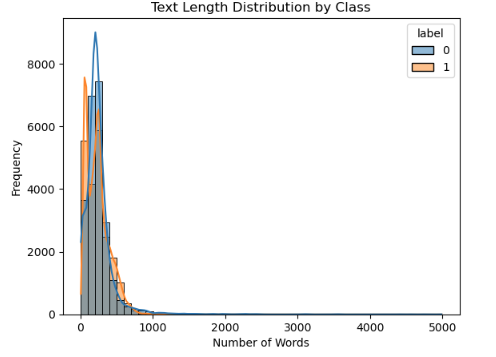 Text Length Distribution by Class
label
0
1
8000
6000
4000
2000
0
Frequency
0 1000 2000 3000 4000 5000
Number of Words